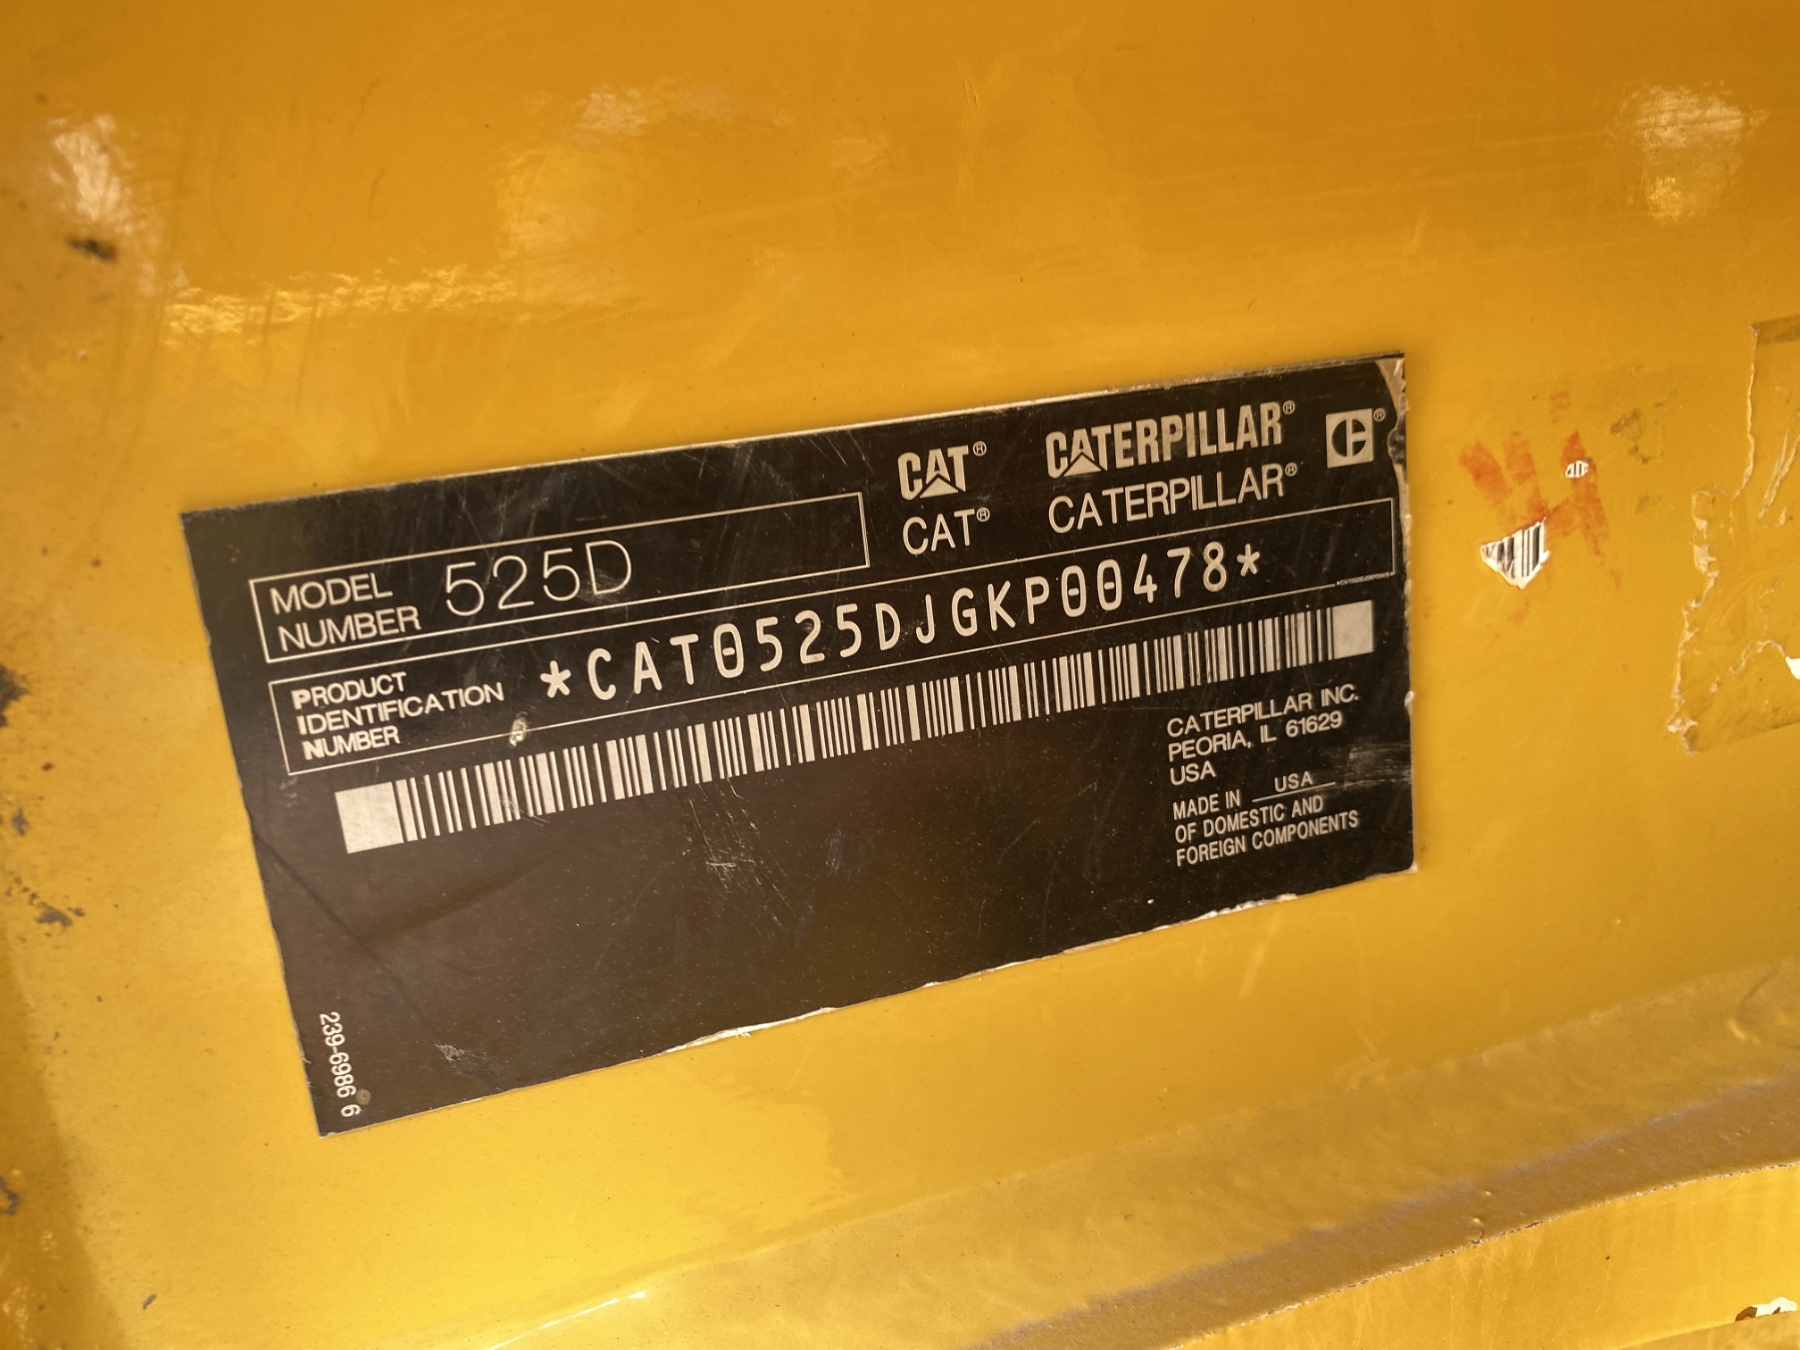 CAT® CATERPILLAR®
CAT® CATERPILLAR®
MODEL NUMBER 525D
PRODUCT IDENTIFICATION NUMBER *CAT0525DJGKP00478*
CATERPILLAR INC.
PEORIA, IL 61629
USA
MADE IN USA
OF DOMESTIC AND
FOREIGN COMPONENTS
239-6986 6